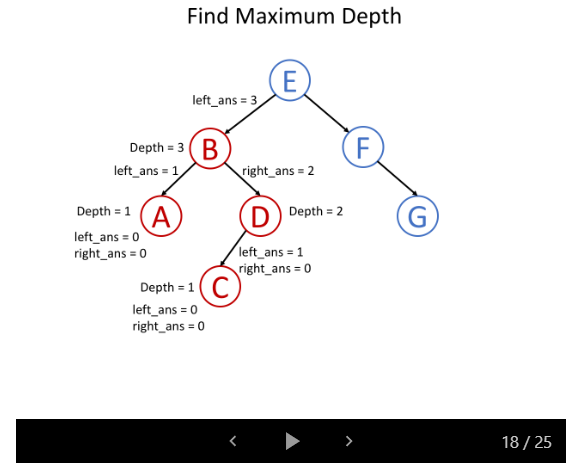 Find Maximum Depth
E
left_ans = 3
Depth = 3
B
F
left_ans = 1
right_ans = 2
Depth = 1
A
D
Depth = 2
G
left_ans = 0
right_ans = 0
left_ans = 1
right_ans = 0
Depth = 1
C
left_ans = 0
right_ans = 0
18 / 25